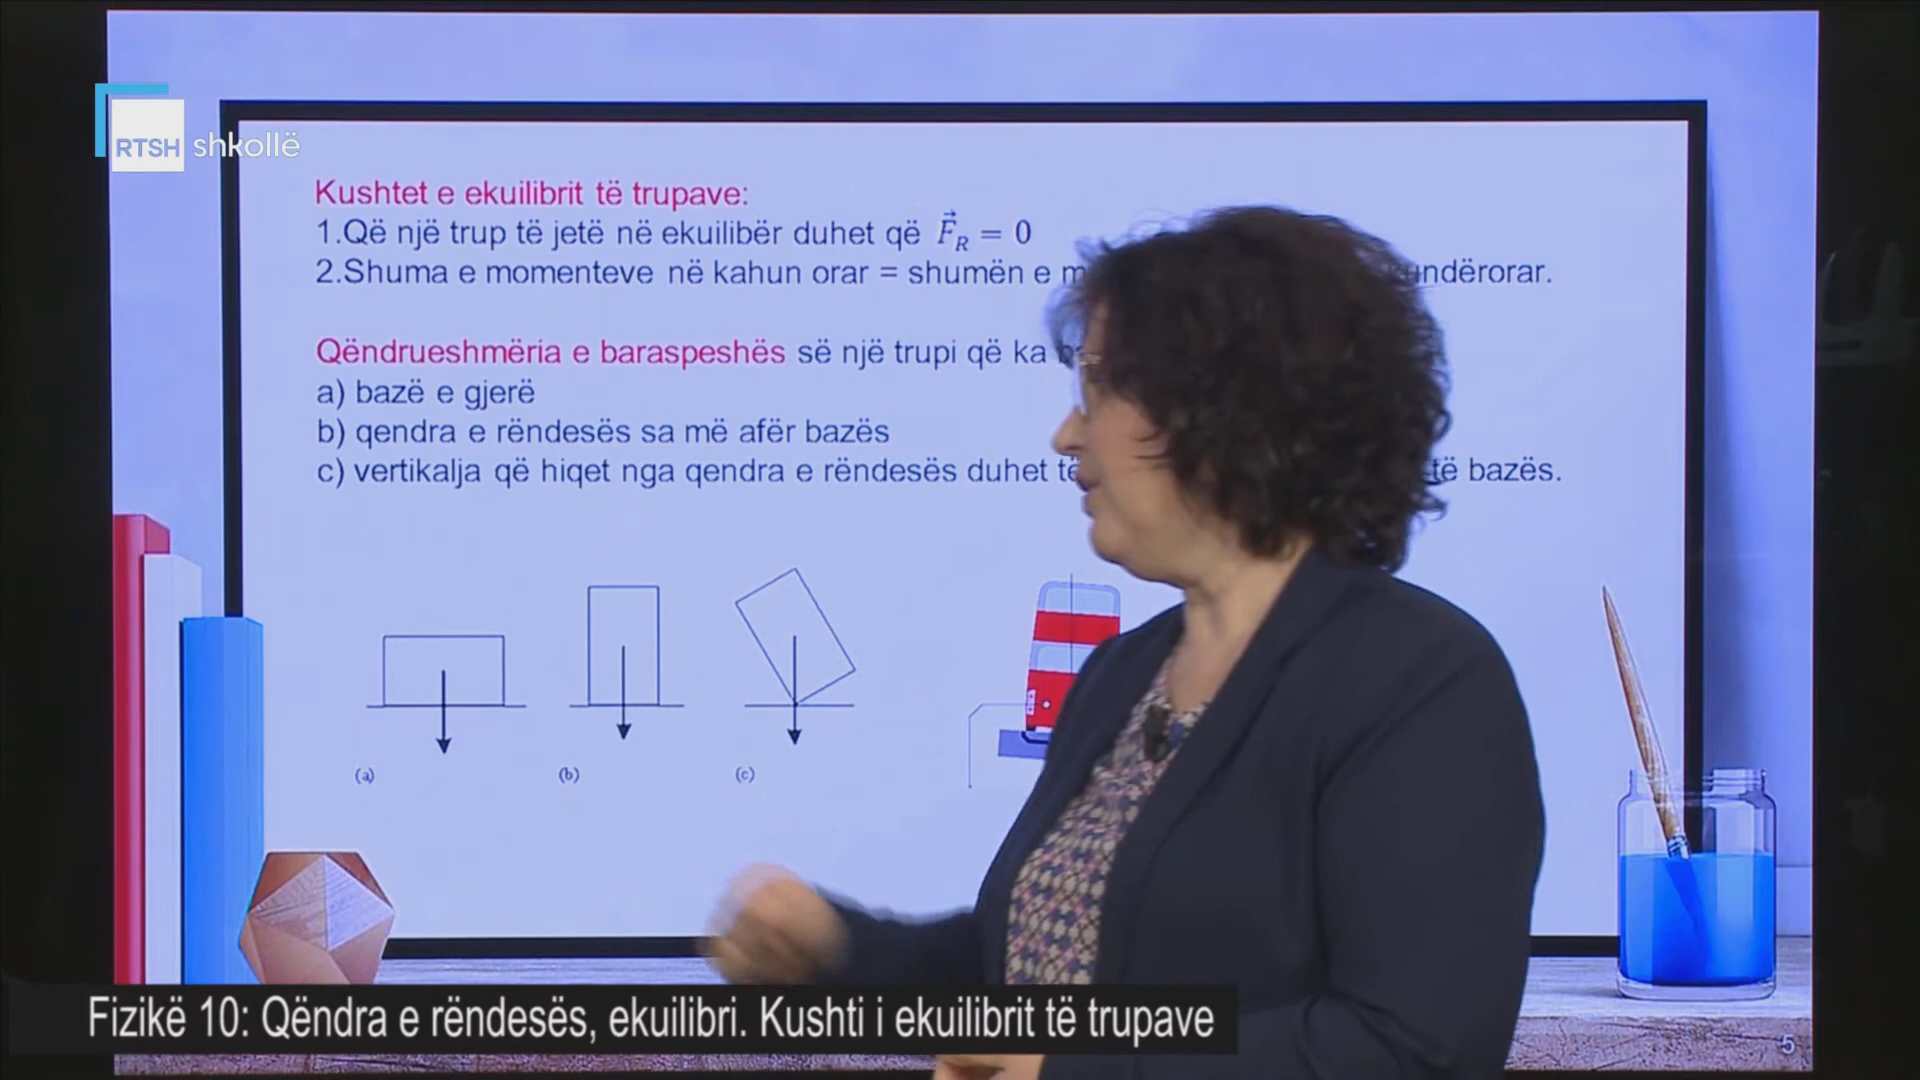 RTSH shkollë
Kushtet e ekuilibrit të trupave:
1.Që një trup të jetë në ekuilibër duhet që F⃗_R = 0
2.Shuma e momenteve në kahun orar = shumën e kundërorar.
Qëndrueshmëria e baraspeshës së një trupi që ka
a) bazë e gjerë
b) qendra e rëndesës sa më afër bazës
c) vertikalja që hiqet nga qendra e rëndesës duhet të të bazës.
(a) (b) (c)
Fizikë 10: Qëndra e rëndesës, ekuilibri. Kushti i ekuilibrit të trupave
5